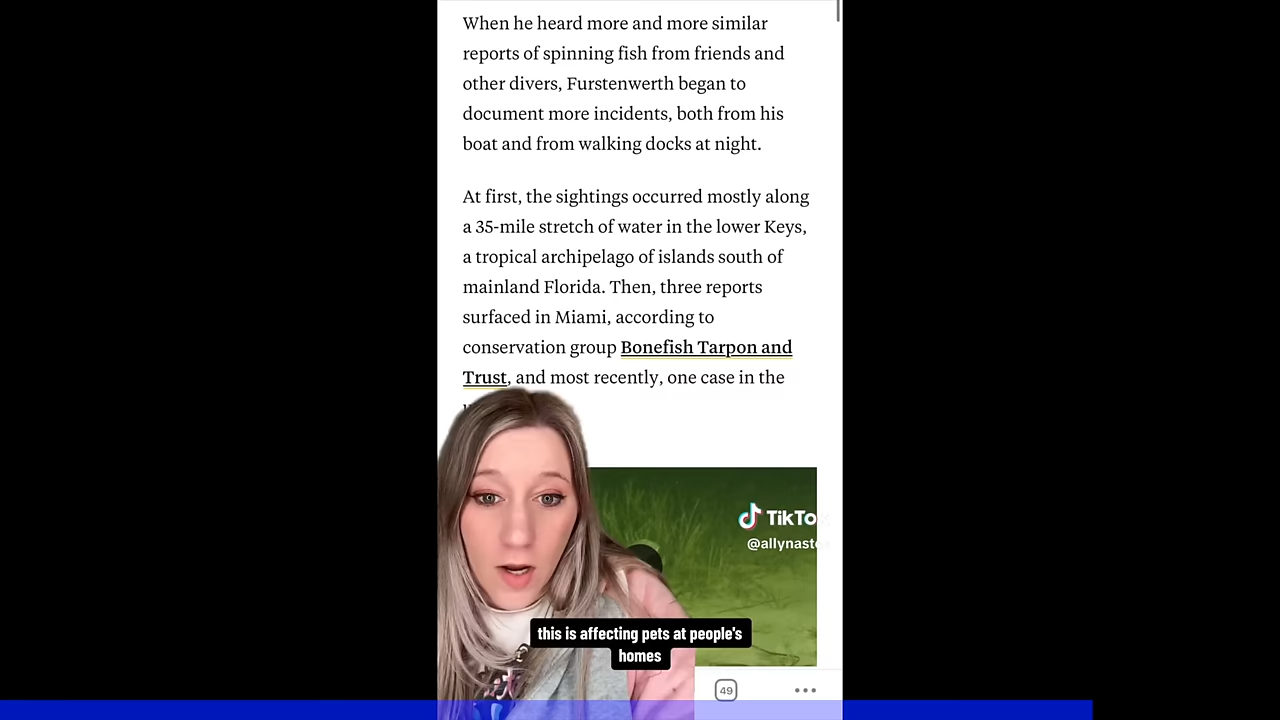 When he heard more and more similar
reports of spinning fish from friends and
other divers, Furstenwerth began to
document more incidents, both from his
boat and from walking docks at night.
At first, the sightings occurred mostly along
a 35-mile stretch of water in the lower Keys,
a tropical archipelago of islands south of
mainland Florida. Then, three reports
surfaced in Miami, according to
conservation group Bonefish Tarpon and
Trust, and most recently, one case in the
TikTok
@allynast
this is affecting pets at people's
homes
49